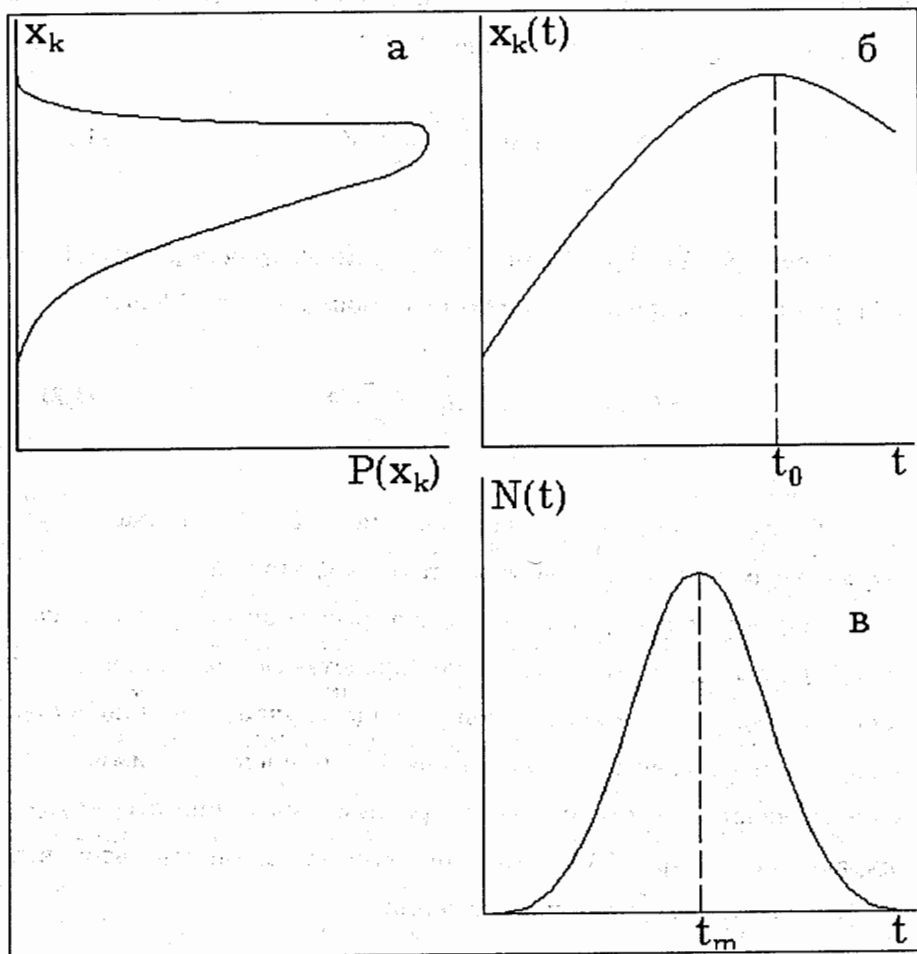 x_k
а
P(x_k)
x_k(t)
б
t_0
t
N(t)
в
t_m
t